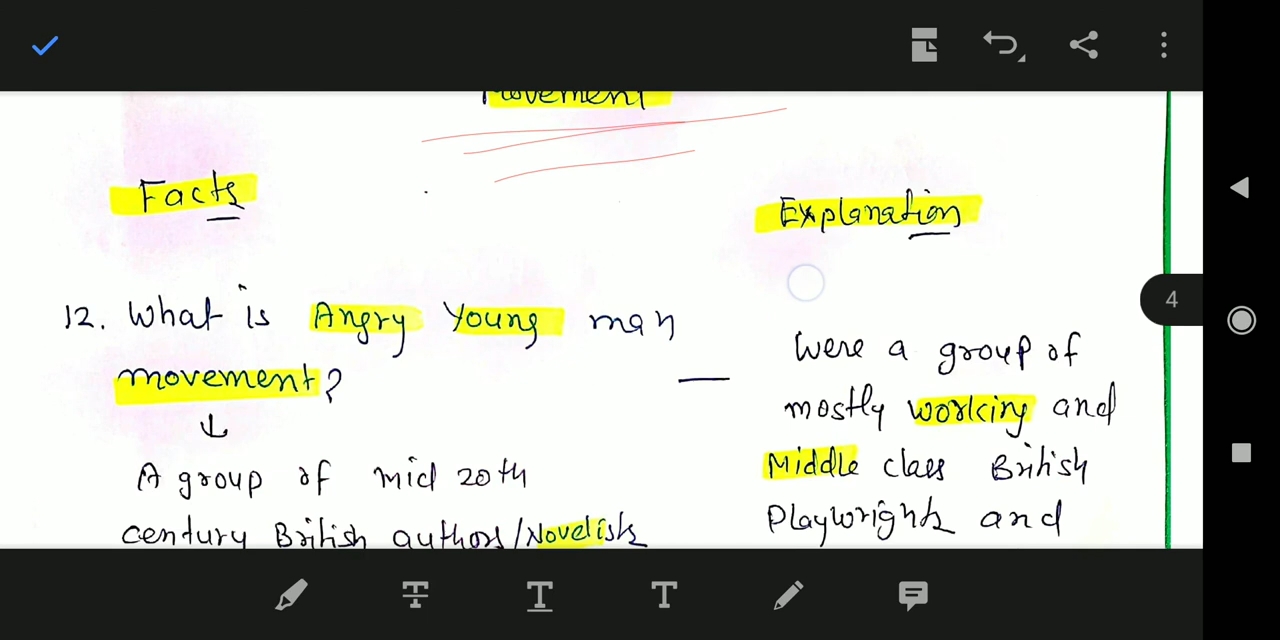 Movement
Facts
Explanation
12. What is Angry Young man
movement?
A group of mid 20th
century British authors/Novelists
Were a group of
mostly working and
Middle class British
Playwrights and
4